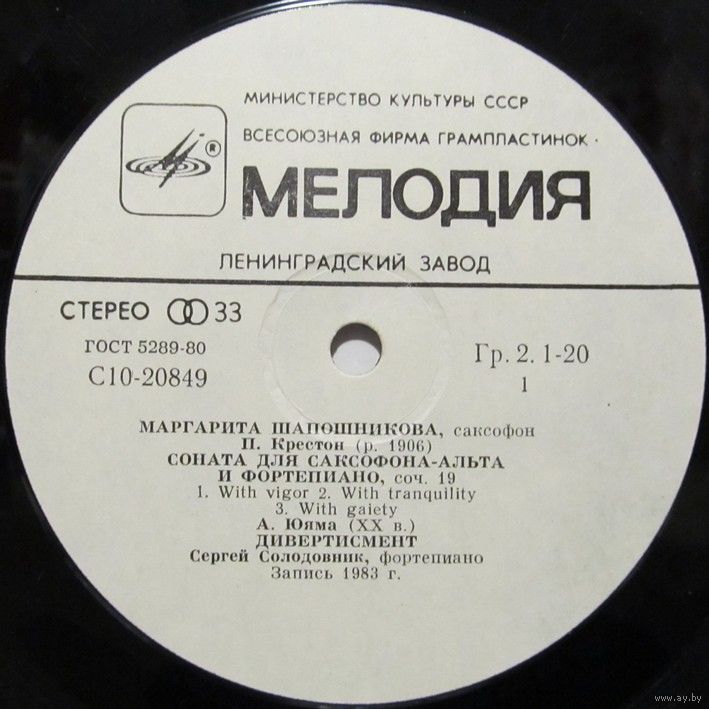 МИНИСТЕРСТВО КУЛЬТУРЫ СССР
ВСЕСОЮЗНАЯ ФИРМА ГРАМПЛАСТИНОК ·
®
МЕЛОДИЯ
ЛЕНИНГРАДСКИЙ ЗАВОД
СТЕРЕО 33
ГОСТ 5289-80
Гр. 2. 1-20
С10-20849
1
МАРГАРИТА ШАПОШНИКОВА, саксофон
П. Крестон (р. 1906)
СОНАТА ДЛЯ САКСОФОНА-АЛЬТА
И ФОРТЕПИАНО, соч. 19
1. With vigor 2. With tranquility
3. With gaiety
А. Юяма (XX в.)
ДИВЕРТИСМЕНТ
Сергей Солодовник, фортепиано
Запись 1983 г.
www.ay.by